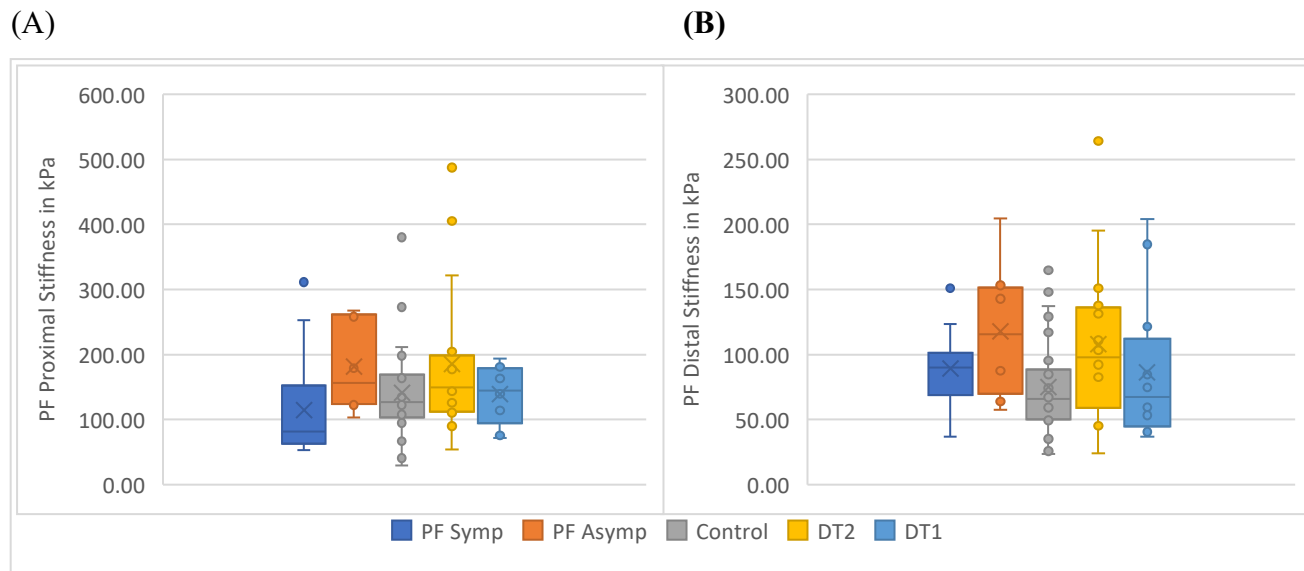 (A)
(B)
PF Proximal Stiffness in kPa
600.00
500.00
400.00
300.00
200.00
100.00
0.00
PF Distal Stiffness in kPa
300.00
250.00
200.00
150.00
100.00
50.00
0.00
PF Symp PF Asymp Control DT2 DT1